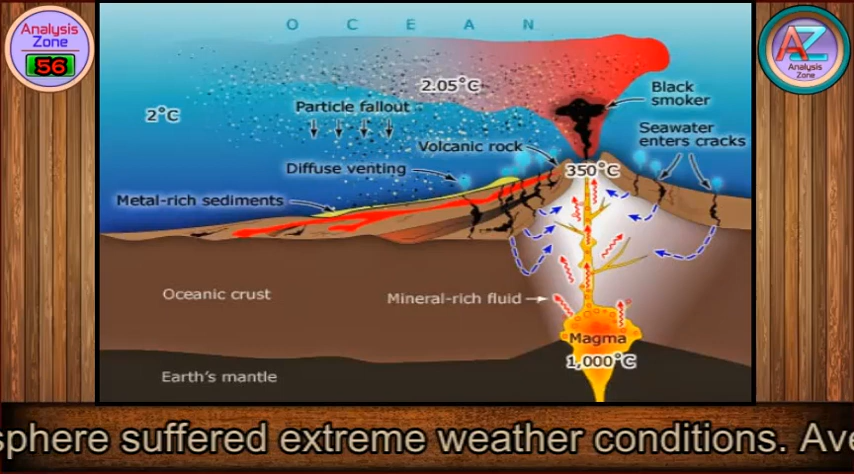 Analysis
Zone
56
AZ
Analysis
Zone
O C E A N
2.05°C
2°C
Particle fallout
Black
smoker
Volcanic rock
Seawater
enters cracks
Diffuse venting
350°C
Metal-rich sediments
Oceanic crust
Mineral-rich fluid
Magma
1,000°C
Earth's mantle
sphere suffered extreme weather conditions. Ave